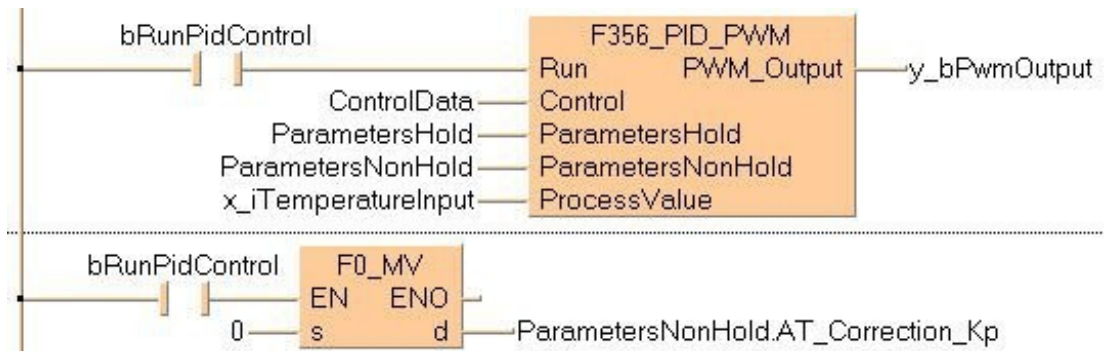 bRunPidControl
F356_PID_PWM
Run PWM_Output y_bPwmOutput
ControlData Control
ParametersHold ParametersHold
ParametersNonHold ParametersNonHold
x_iTemperatureInput ProcessValue
bRunPidControl F0_MV
EN ENO
0 s d ParametersNonHold.AT_Correction_Kp